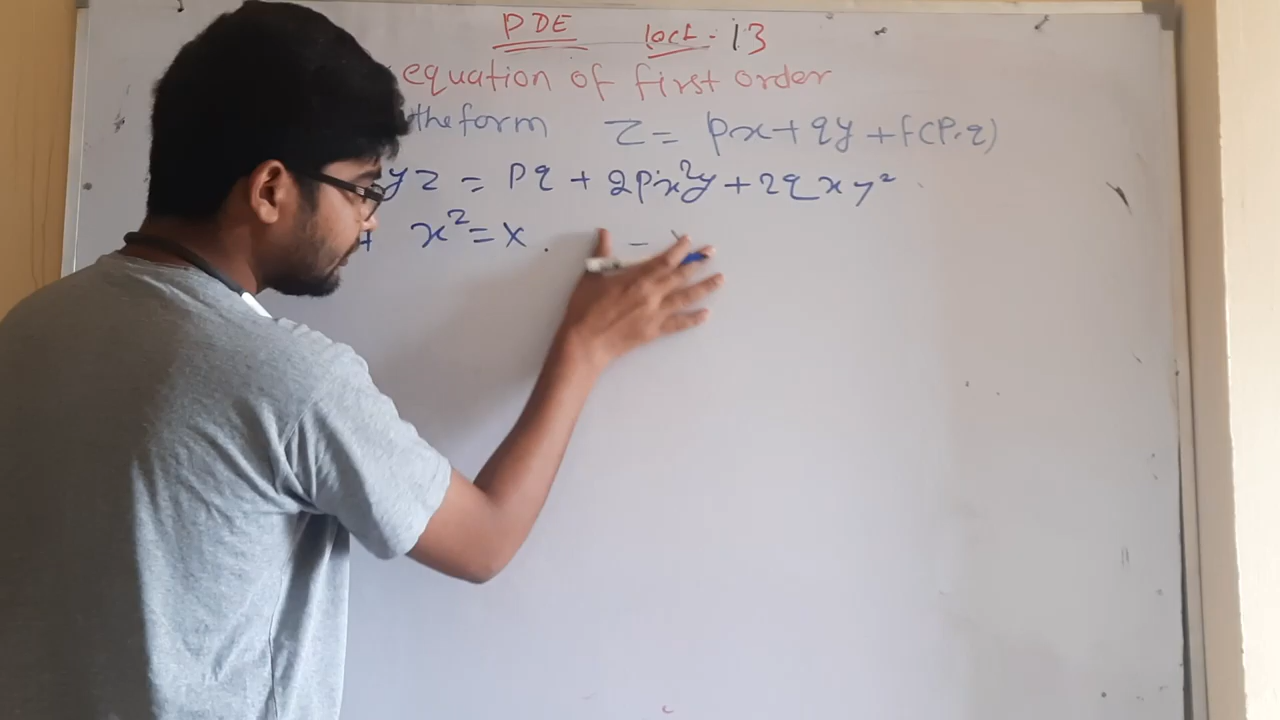 PDE Lect. 13
equation of first order
the form Z = px + qy + f(p, q)
yz = pq + 2px²y + 2qxy²
x² = X. -